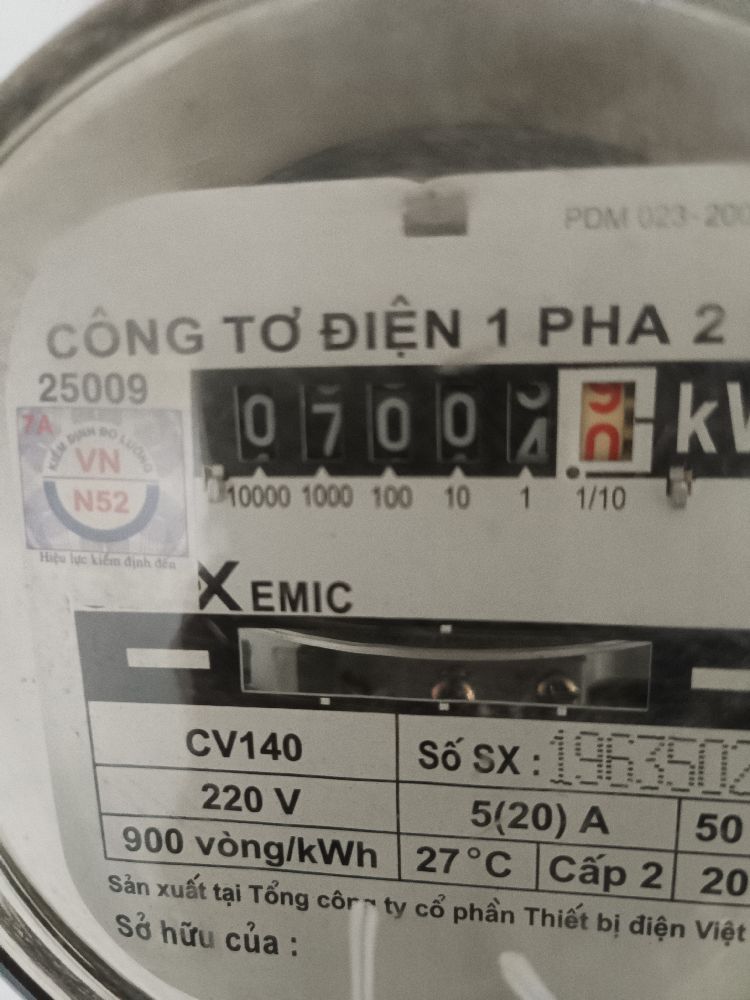 PDM 023-200
CÔNG TƠ ĐIỆN 1 PHA 2
25009
0 7 0 0 kW
7A
KIỂM ĐỊNH ĐO LƯỜNG
VN
N52
Hiệu lực kiểm định đến
10000 1000 100 10 1 1/10
EMIC
CV140
Số SX : 1963502
220 V
5(20) A
50
900 vòng/kWh
27°C
Cấp 2
20
Sản xuất tại Tổng công ty cổ phần Thiết bị điện Việt
Sở hữu của :